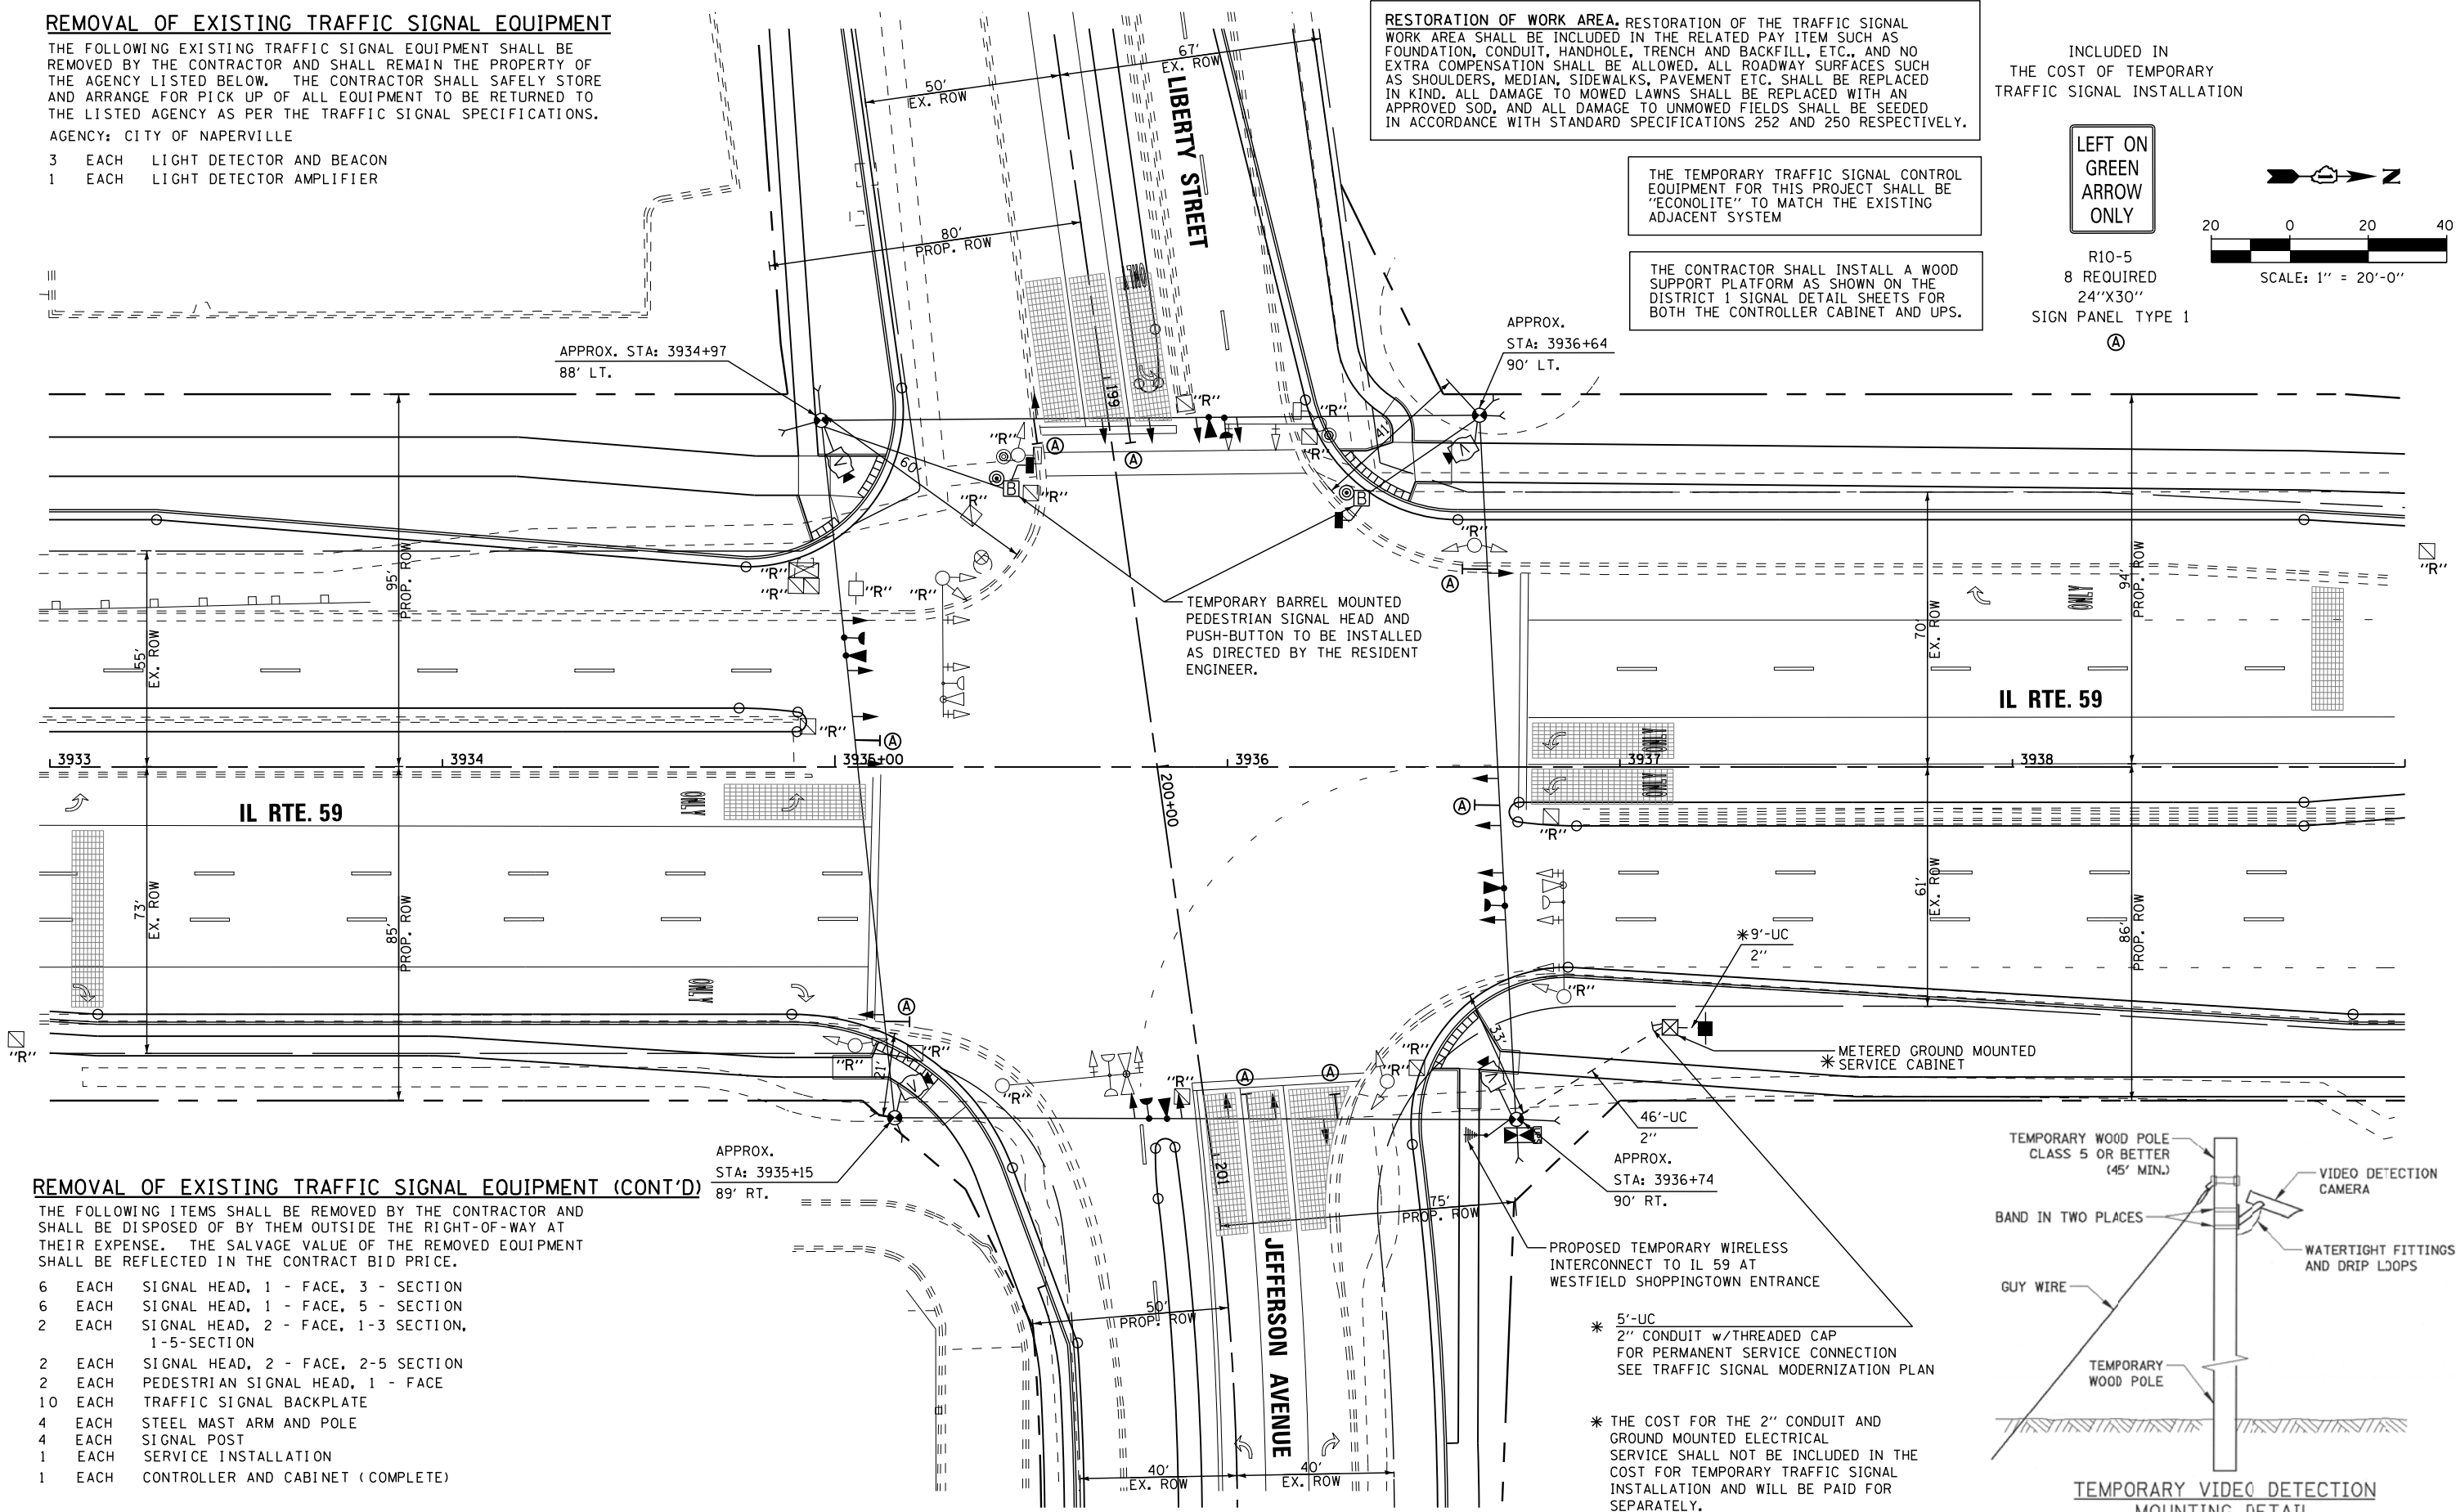 REMOVAL OF EXISTING TRAFFIC SIGNAL EQUIPMENT
THE FOLLOWING EXISTING TRAFFIC SIGNAL EQUIPMENT SHALL BE
REMOVED BY THE CONTRACTOR AND SHALL REMAIN THE PROPERTY OF
THE AGENCY LISTED BELOW. THE CONTRACTOR SHALL SAFELY STORE
AND ARRANGE FOR PICK UP OF ALL EQUIPMENT TO BE RETURNED TO
THE LISTED AGENCY AS PER THE TRAFFIC SIGNAL SPECIFICATIONS.
AGENCY: CITY OF NAPERVILLE
3 EACH LIGHT DETECTOR AND BEACON
1 EACH LIGHT DETECTOR AMPLIFIER
RESTORATION OF WORK AREA. RESTORATION OF THE TRAFFIC SIGNAL
WORK AREA SHALL BE INCLUDED IN THE RELATED PAY ITEM SUCH AS
FOUNDATION, CONDUIT, HANDHOLE, TRENCH AND BACKFILL, ETC., AND NO
EXTRA COMPENSATION SHALL BE ALLOWED. ALL ROADWAY SURFACES SUCH
AS SHOULDERS, MEDIAN, SIDEWALKS, PAVEMENT ETC. SHALL BE REPLACED
IN KIND. ALL DAMAGE TO MOWED LAWNS SHALL BE REPLACED WITH AN
APPROVED SOD, AND ALL DAMAGE TO UNMOWED FIELDS SHALL BE SEEDED
IN ACCORDANCE WITH STANDARD SPECIFICATIONS 252 AND 250 RESPECTIVELY.
INCLUDED IN
THE COST OF TEMPORARY
TRAFFIC SIGNAL INSTALLATION
LEFT ON
GREEN
ARROW
ONLY
R10-5
8 REQUIRED
24"X30"
SIGN PANEL TYPE 1
A
N
20 0 20 40
SCALE: 1" = 20'-0"
THE TEMPORARY TRAFFIC SIGNAL CONTROL
EQUIPMENT FOR THIS PROJECT SHALL BE
"ECONOLITE" TO MATCH THE EXISTING
ADJACENT SYSTEM
THE CONTRACTOR SHALL INSTALL A WOOD
SUPPORT PLATFORM AS SHOWN ON THE
DISTRICT 1 SIGNAL DETAIL SHEETS FOR
BOTH THE CONTROLLER CABINET AND UPS.
50'
EX. ROW
67'
EX. ROW
LIBERTY STREET
80'
PROP. ROW
ONLY
199
APPROX. STA: 3934+97
88' LT.
APPROX.
STA: 3936+64
90' LT.
"R"
"R"
"R"
"R"
"R"
"R"
A
A
60'
41'
V
V
B
B
"R"
"R"
"R"
"R"
"R"
"R"
A
"R"
TEMPORARY BARREL MOUNTED
PEDESTRIAN SIGNAL HEAD AND
PUSH-BUTTON TO BE INSTALLED
AS DIRECTED BY THE RESIDENT
ENGINEER.
55'
EX. ROW
95'
PROP. ROW
70'
EX. ROW
94'
PROP. ROW
ONLY
IL RTE. 59
"R"
A
3933
3934
3935+00
3936
3937
3938
200+00
ONLY
ONLY
IL RTE. 59
ONLY
A
"R"
73'
EX. ROW
85'
PROP. ROW
61'
EX. ROW
86'
PROP. ROW
ONLY
A
*9'-UC
2"
"R"
"R"
"R"
"R"
21'
V
"R"
"R"
A
A
"R"
"R"
33'
V
METERED GROUND MOUNTED
* SERVICE CABINET
UPS
46'-UC
2"
APPROX.
STA: 3935+15
89' RT.
APPROX.
STA: 3936+74
90' RT.
201
75'
PROP. ROW
PROPOSED TEMPORARY WIRELESS
INTERCONNECT TO IL 59 AT
WESTFIELD SHOPPINGTOWN ENTRANCE
JEFFERSON AVENUE
50'
PROP. ROW
40'
EX. ROW
40'
EX. ROW
* 5'-UC
2" CONDUIT w/THREADED CAP
FOR PERMANENT SERVICE CONNECTION
SEE TRAFFIC SIGNAL MODERNIZATION PLAN
* THE COST FOR THE 2" CONDUIT AND
GROUND MOUNTED ELECTRICAL
SERVICE SHALL NOT BE INCLUDED IN THE
COST FOR TEMPORARY TRAFFIC SIGNAL
INSTALLATION AND WILL BE PAID FOR
SEPARATELY.
REMOVAL OF EXISTING TRAFFIC SIGNAL EQUIPMENT (CONT'D)
THE FOLLOWING ITEMS SHALL BE REMOVED BY THE CONTRACTOR AND
SHALL BE DISPOSED OF BY THEM OUTSIDE THE RIGHT-OF-WAY AT
THEIR EXPENSE. THE SALVAGE VALUE OF THE REMOVED EQUIPMENT
SHALL BE REFLECTED IN THE CONTRACT BID PRICE.
6 EACH SIGNAL HEAD, 1 - FACE, 3 - SECTION
6 EACH SIGNAL HEAD, 1 - FACE, 5 - SECTION
2 EACH SIGNAL HEAD, 2 - FACE, 1-3 SECTION,
1-5-SECTION
2 EACH SIGNAL HEAD, 2 - FACE, 2-5 SECTION
2 EACH PEDESTRIAN SIGNAL HEAD, 1 - FACE
10 EACH TRAFFIC SIGNAL BACKPLATE
4 EACH STEEL MAST ARM AND POLE
4 EACH SIGNAL POST
1 EACH SERVICE INSTALLATION
1 EACH CONTROLLER AND CABINET (COMPLETE)
TEMPORARY WOOD POLE
CLASS 5 OR BETTER
(45' MIN.)
VIDEO DETECTION
CAMERA
BAND IN TWO PLACES
WATERTIGHT FITTINGS
AND DRIP LOOPS
GUY WIRE
TEMPORARY
WOOD POLE
TEMPORARY VIDEO DETECTION
MOUNTING DETAIL